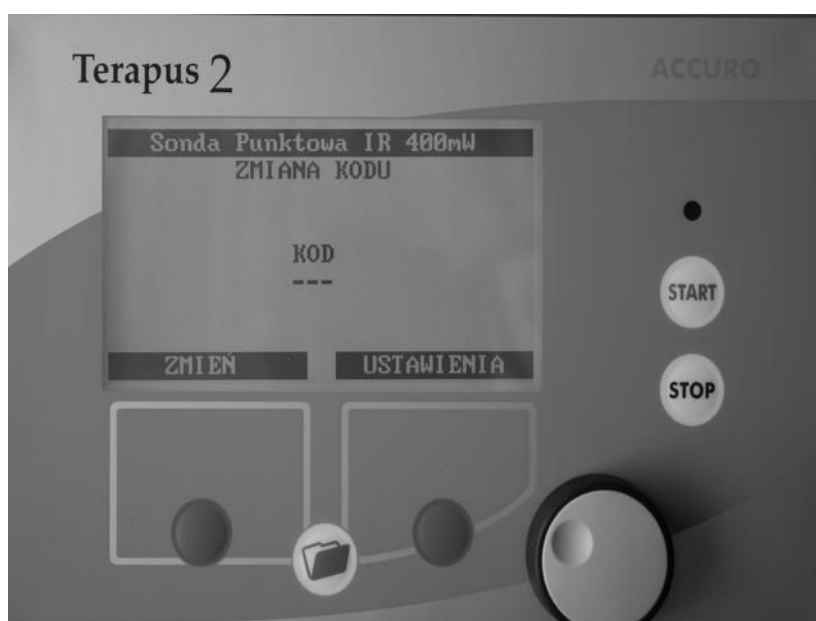 Terapus 2
ACCURO
Sonda Punktowa IR 400mW
ZMIANA KODU
KOD
---
ZMIEŃ
USTAWIENIA
START
STOP